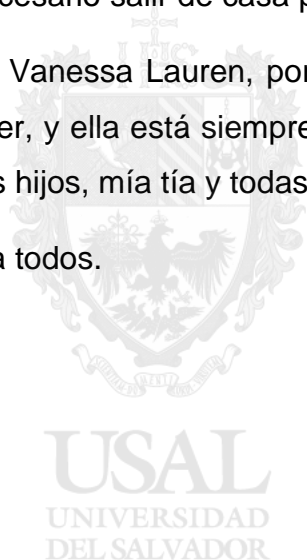 cesario salir de casa p
Vanessa Lauren, por
er, y ella está siempre
s hijos, mía tía y todas
a todos.
USAL
UNIVERSIDAD
DEL SALVADOR